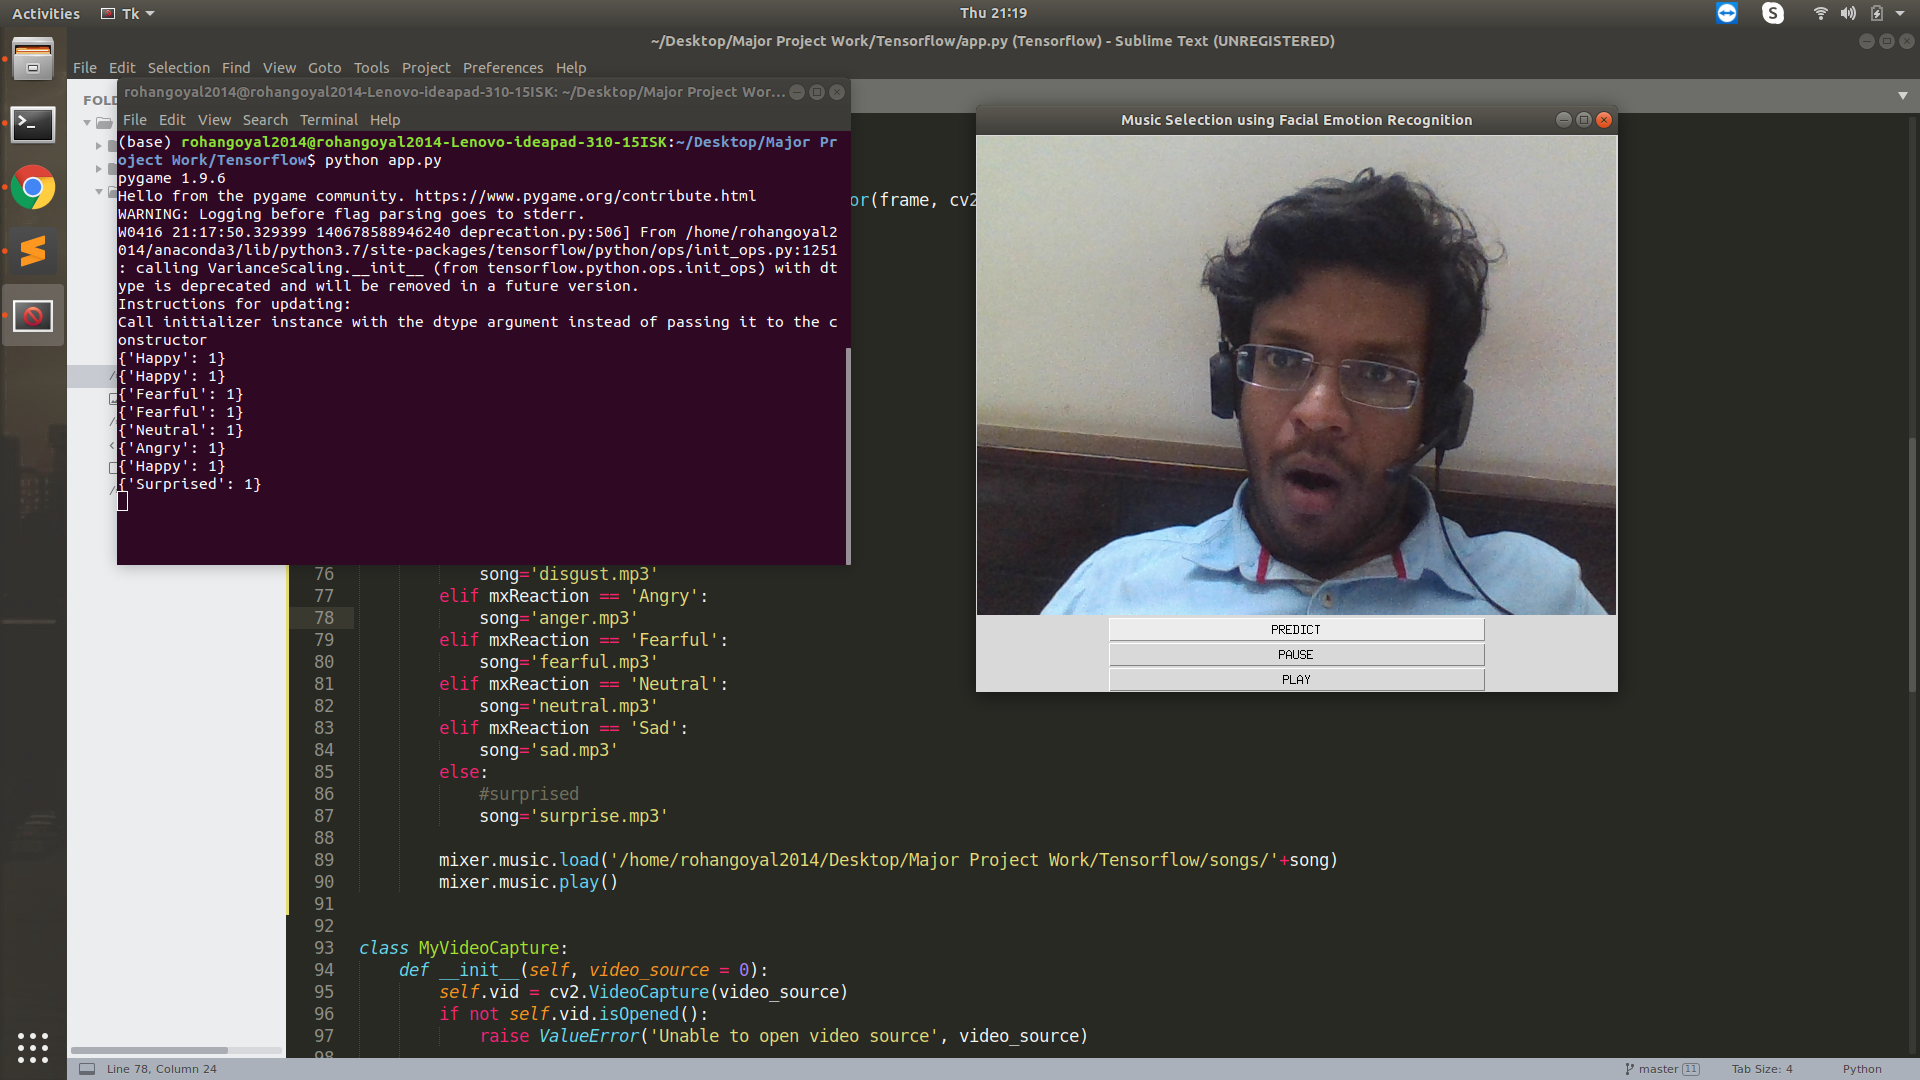 Activities
Tk
Thu 21:19
~/Desktop/Major Project Work/Tensorflow/app.py (Tensorflow) - Sublime Text (UNREGISTERED)
File Edit Selection Find View Goto Tools Project Preferences Help
FOLD
rohangoyal2014@rohangoyal2014-Lenovo-ideapad-310-15ISK: ~/Desktop/Major Project Wor...
File Edit View Search Terminal Help
(base) rohangoyal2014@rohangoyal2014-Lenovo-ideapad-310-15ISK:~/Desktop/Major Pr
oject Work/Tensorflow$ python app.py
pygame 1.9.6
Hello from the pygame community. https://www.pygame.org/contribute.html
WARNING: Logging before flag parsing goes to stderr.
W0416 21:17:50.329399 140678588946240 deprecation.py:506] From /home/rohangoyal2
014/anaconda3/lib/python3.7/site-packages/tensorflow/python/ops/init_ops.py:1251
: calling VarianceScaling.__init__ (from tensorflow.python.ops.init_ops) with dt
ype is deprecated and will be removed in a future version.
Instructions for updating:
Call initializer instance with the dtype argument instead of passing it to the c
onstructor
{'Happy': 1}
{'Happy': 1}
{'Fearful': 1}
{'Fearful': 1}
{'Neutral': 1}
{'Angry': 1}
{'Happy': 1}
{'Surprised': 1}
or(frame, cv2
Music Selection using Facial Emotion Recognition
PREDICT
PAUSE
PLAY
76 song='disgust.mp3'
77 elif mxReaction == 'Angry':
78 song='anger.mp3'
79 elif mxReaction == 'Fearful':
80 song='fearful.mp3'
81 elif mxReaction == 'Neutral':
82 song='neutral.mp3'
83 elif mxReaction == 'Sad':
84 song='sad.mp3'
85 else:
86 #surprised
87 song='surprise.mp3'
88
89 mixer.music.load('/home/rohangoyal2014/Desktop/Major Project Work/Tensorflow/songs/'+song)
90 mixer.music.play()
91
92
93 class MyVideoCapture:
94 def __init__(self, video_source = 0):
95 self.vid = cv2.VideoCapture(video_source)
96 if not self.vid.isOpened():
97 raise ValueError('Unable to open video source', video_source)
98
Line 78, Column 24
master 11
Tab Size: 4
Python